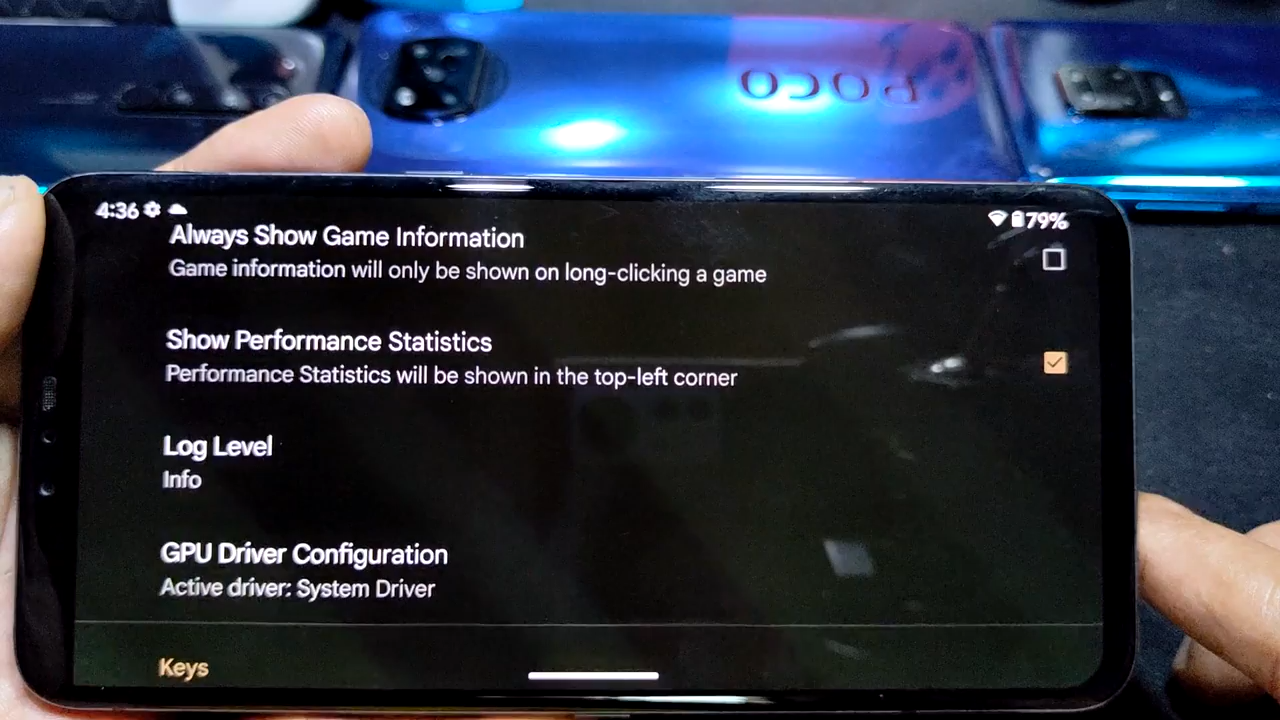 POCO
4:36
79%
Always Show Game Information
Game information will only be shown on long-clicking a game
Show Performance Statistics
Performance Statistics will be shown in the top-left corner
Log Level
Info
GPU Driver Configuration
Active driver: System Driver
Keys